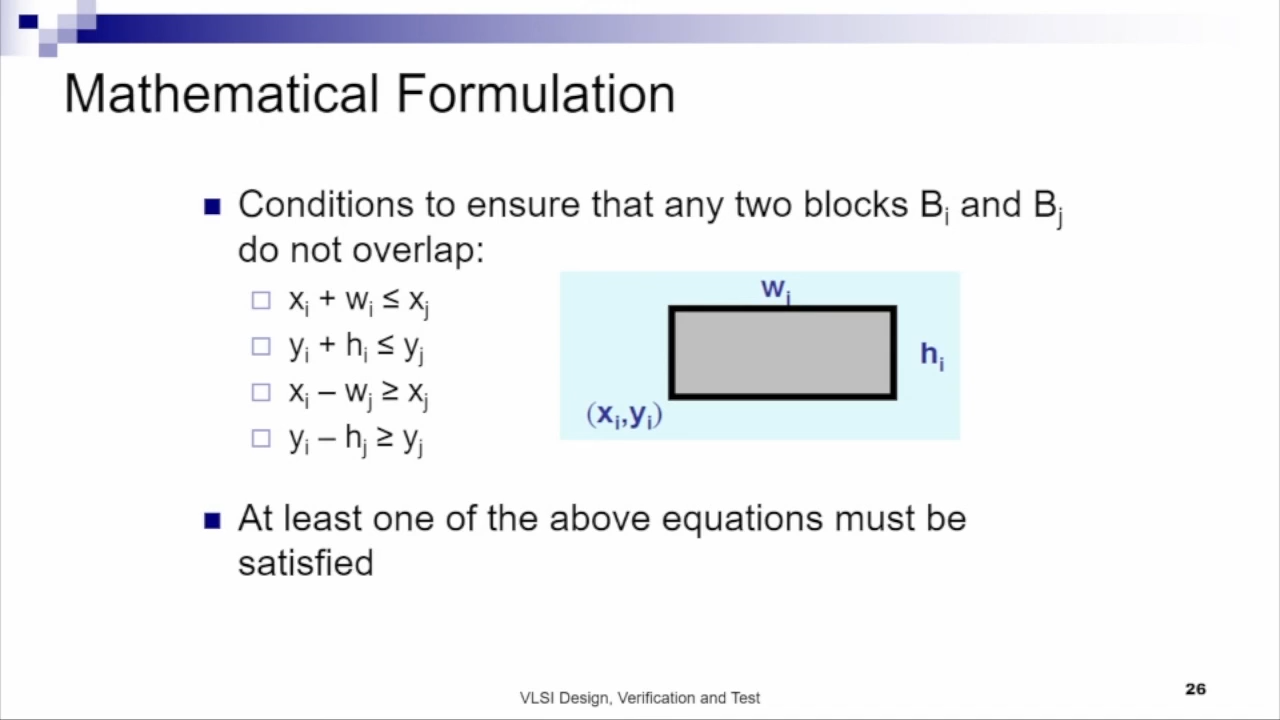 Mathematical Formulation
Conditions to ensure that any two blocks Bᵢ and Bⱼ
do not overlap:
xᵢ + wᵢ ≤ xⱼ
yᵢ + hᵢ ≤ yⱼ
xᵢ – wⱼ ≥ xⱼ
yᵢ – hⱼ ≥ yⱼ
wᵢ
hᵢ
(xᵢ,yᵢ)
At least one of the above equations must be
satisfied
VLSI Design, Verification and Test
26